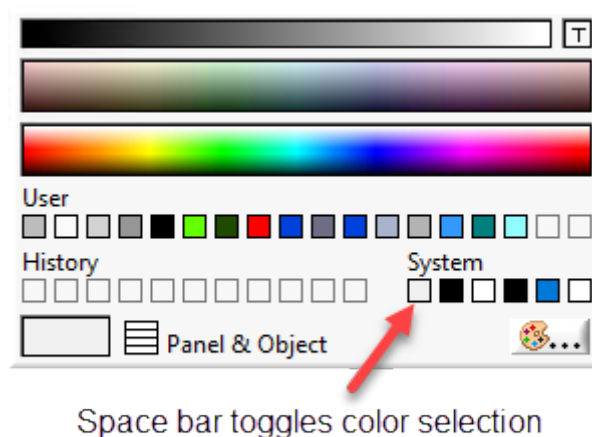 T
User
History System
Panel & Object ...
Space bar toggles color selection